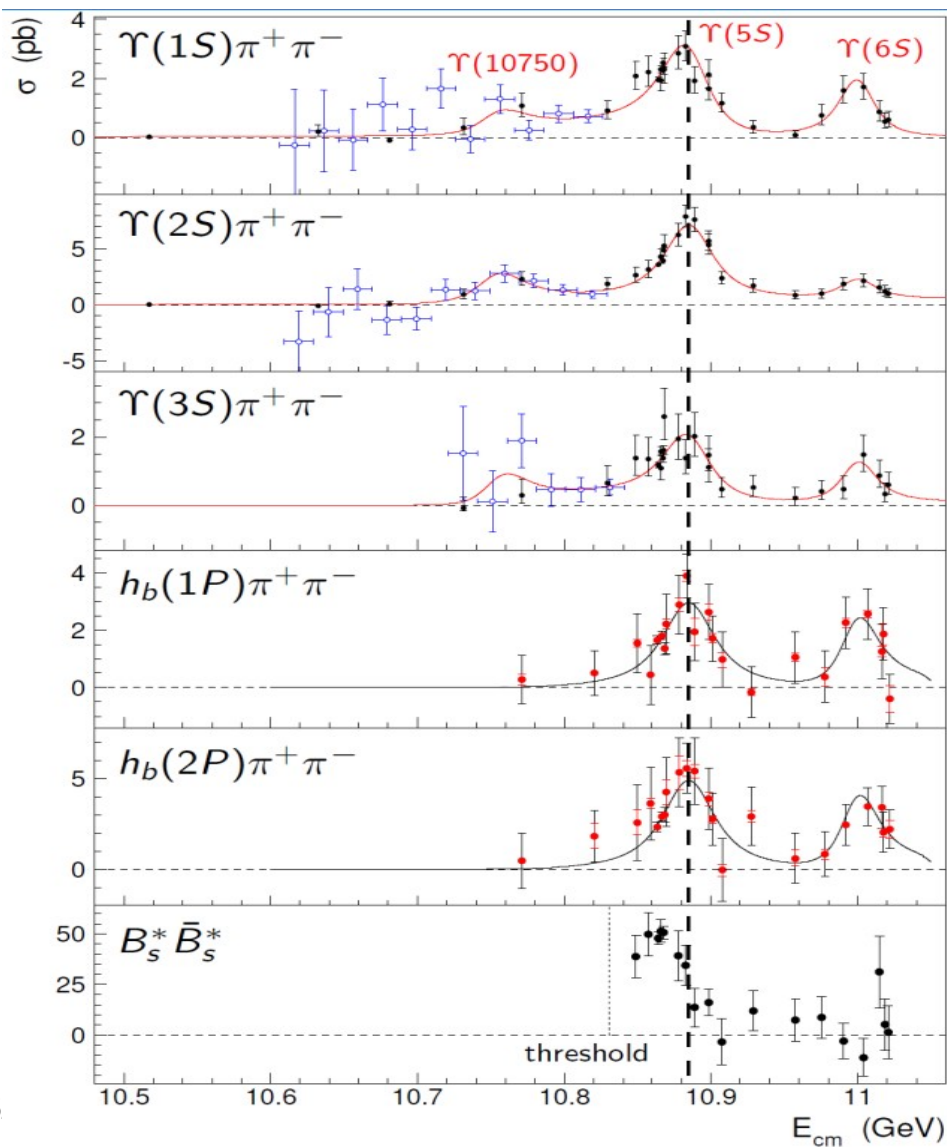 σ (pb)
Υ(1S)π⁺π⁻
Υ(10750)
Υ(5S)
Υ(6S)
4
2
0
Υ(2S)π⁺π⁻
5
0
-5
Υ(3S)π⁺π⁻
2
0
h_b(1P)π⁺π⁻
4
2
0
h_b(2P)π⁺π⁻
5
0
B_s^* B̄_s^*
50
25
0
threshold
10.5 10.6 10.7 10.8 10.9 11
E_cm (GeV)